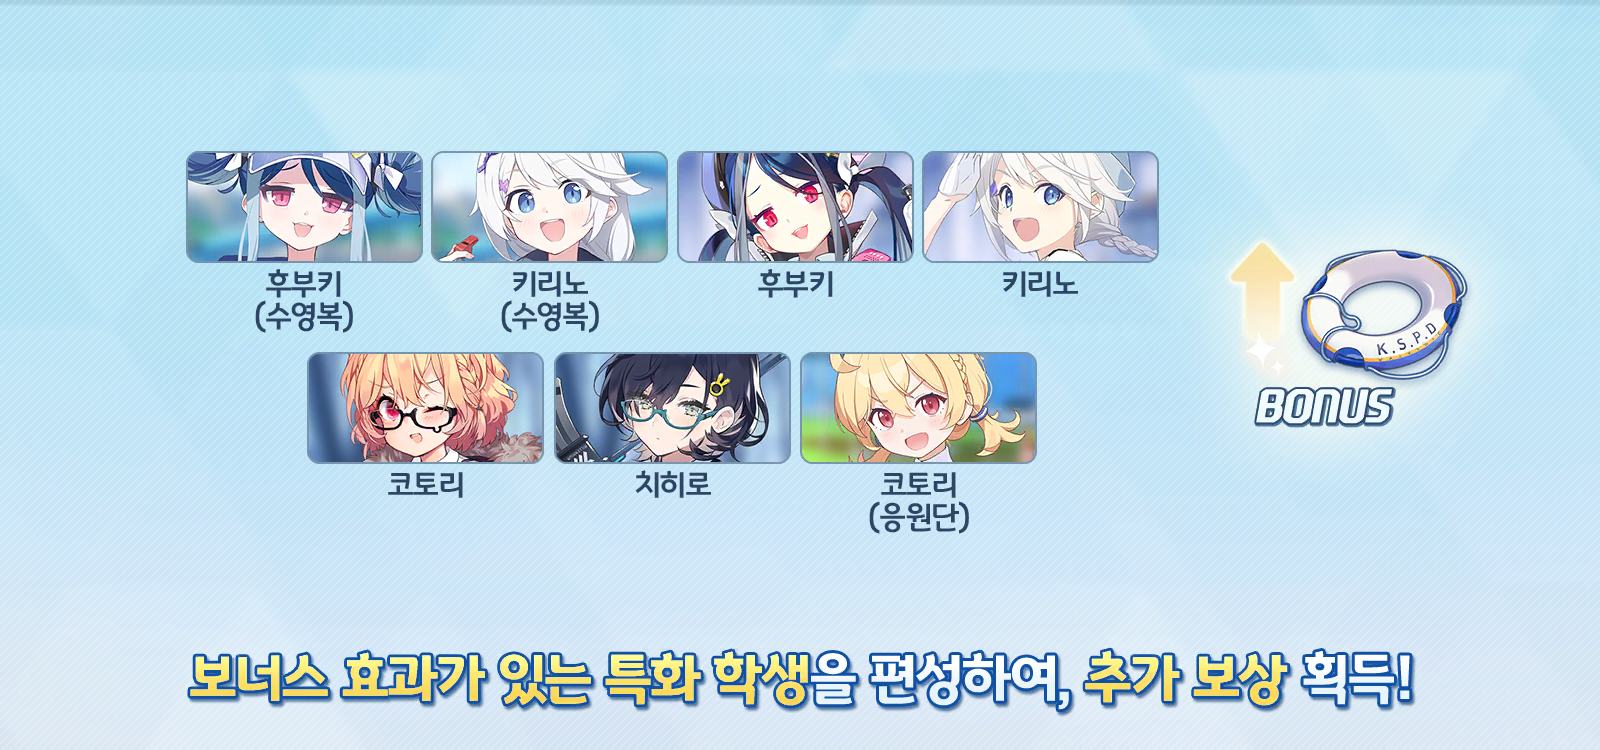 후부키
(수영복)
키리노
(수영복)
후부키
키리노
코토리
치히로
코토리
(응원단)
K.S.P.D
BONUS
보너스 효과가 있는 특화 학생을 편성하여, 추가 보상 획득!